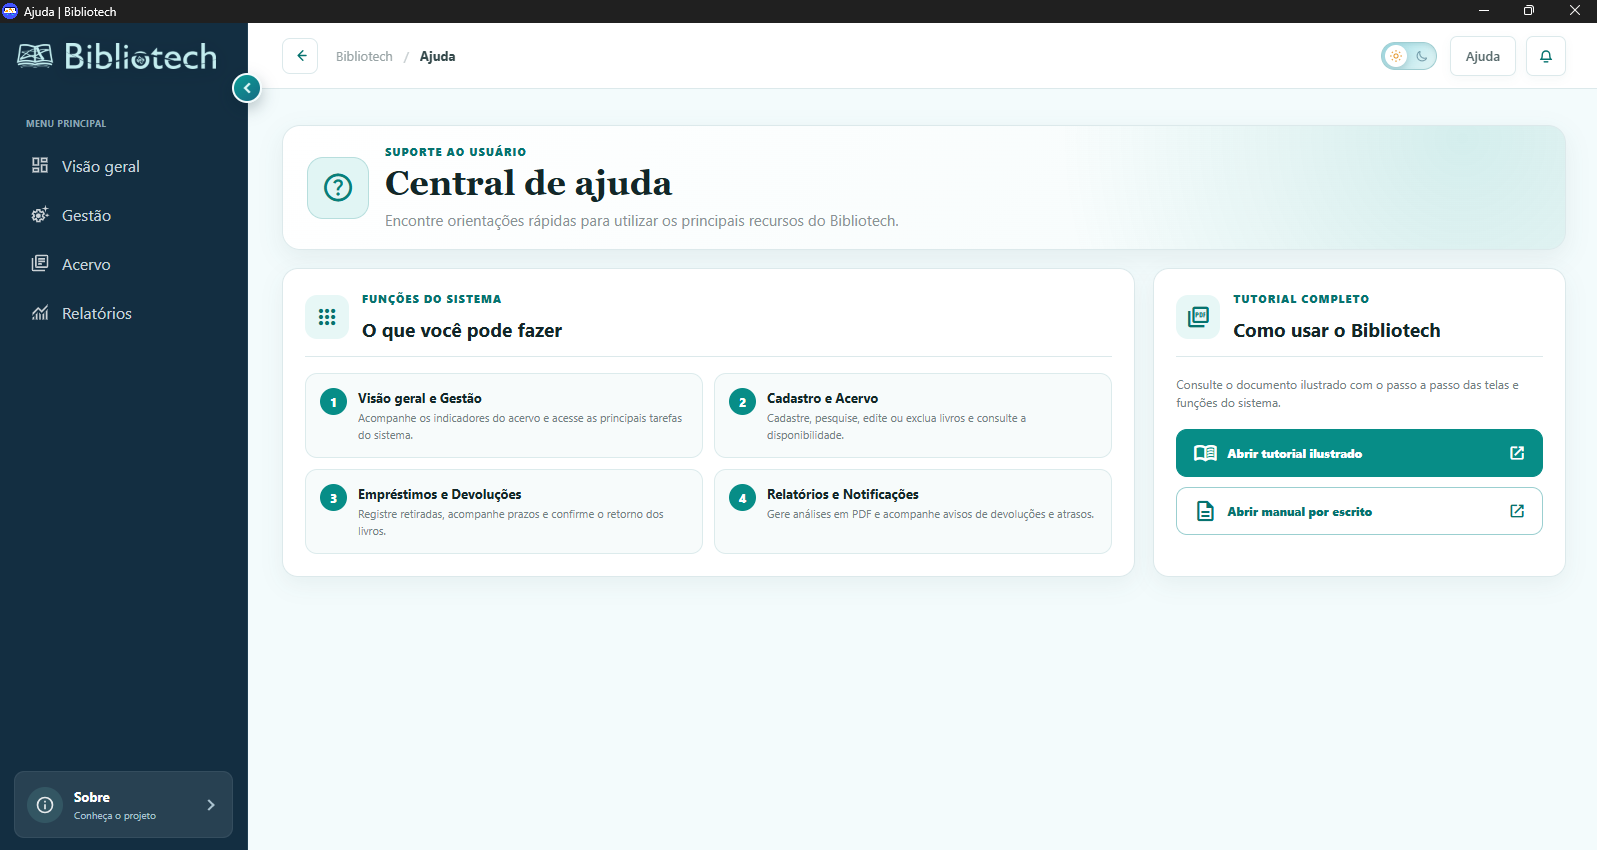 Ajuda | Bibliotech
Bibliotech
MENU PRINCIPAL
Visão geral
Gestão
Acervo
Relatórios
Sobre
Conheça o projeto
Bibliotech / Ajuda
Ajuda
SUPORTE AO USUÁRIO
Central de ajuda
Encontre orientações rápidas para utilizar os principais recursos do Bibliotech.
FUNÇÕES DO SISTEMA
O que você pode fazer
1
Visão geral e Gestão
Acompanhe os indicadores do acervo e acesse as principais tarefas
do sistema.
2
Cadastro e Acervo
Cadastre, pesquise, edite ou exclua livros e consulte a
disponibilidade.
3
Empréstimos e Devoluções
Registre retiradas, acompanhe prazos e confirme o retorno dos
livros.
4
Relatórios e Notificações
Gere análises em PDF e acompanhe avisos de devoluções e atrasos.
PDF
TUTORIAL COMPLETO
Como usar o Bibliotech
Consulte o documento ilustrado com o passo a passo das telas e
funções do sistema.
Abrir tutorial ilustrado
Abrir manual por escrito